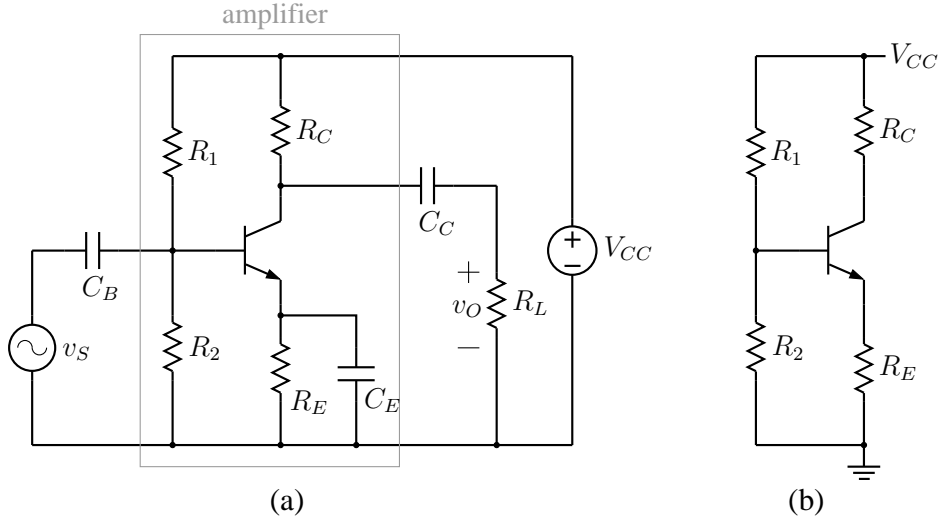 amplifier
V_CC
R_C
R_C
R_1
R_1
C_C
V_CC
C_B
+
R_2
v_O
R_L
R_2
v_S
−
R_E
R_E
C_E
(a)
(b)